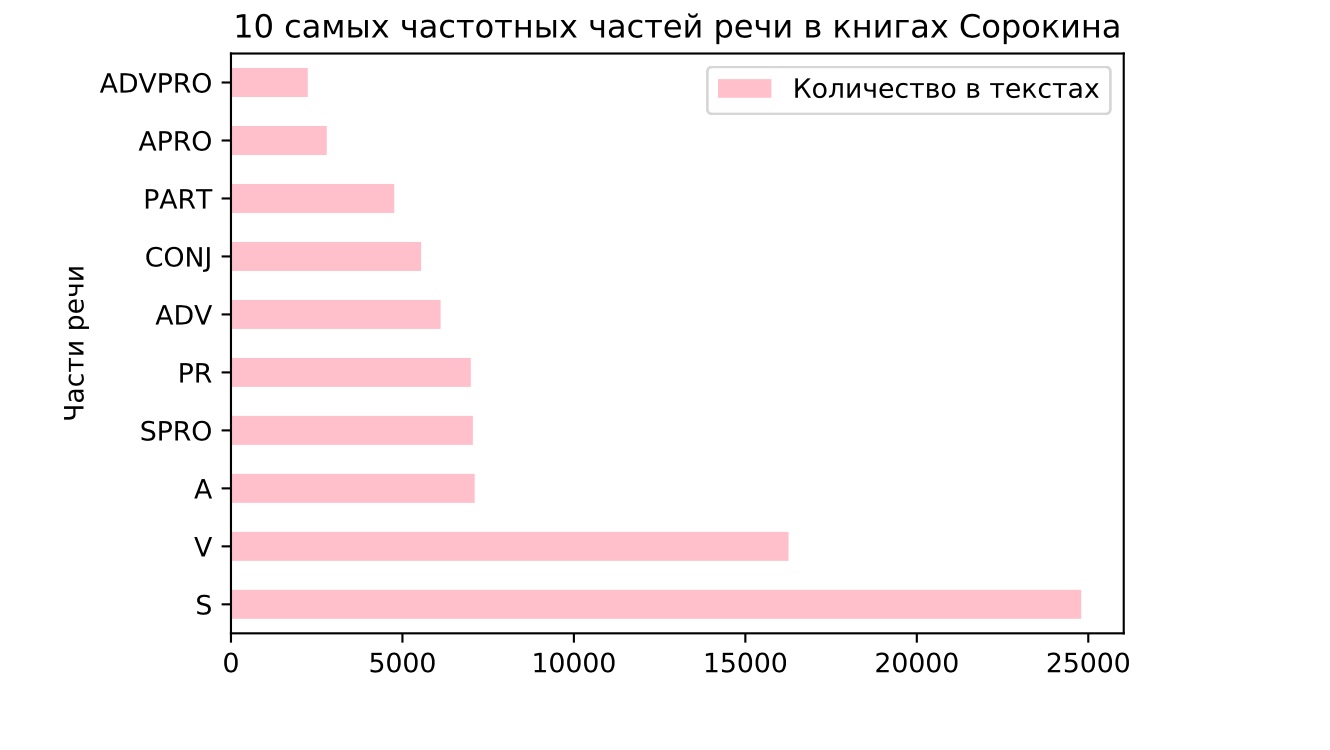 10 самых частотных частей речи в книгах Сорокина
Количество в текстах
Части речи
ADVPRO
APRO
PART
CONJ
ADV
PR
SPRO
A
V
S
0 5000 10000 15000 20000 25000